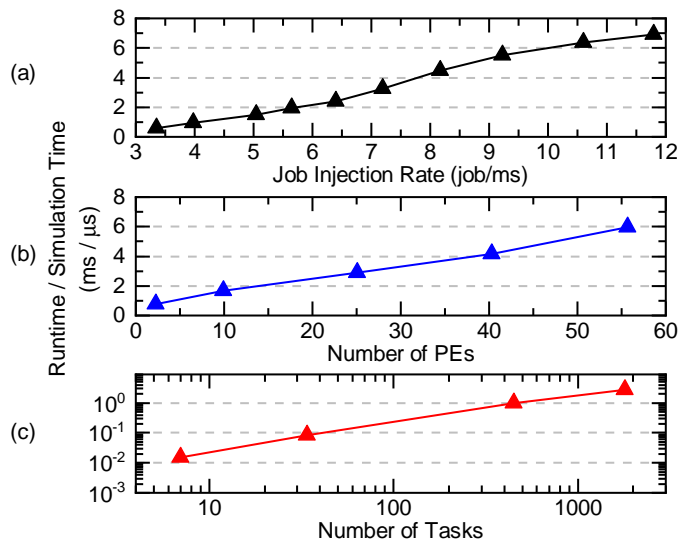 (a)
8
6
4
2
0
3 4 5 6 7 8 9 10 11 12
Job Injection Rate (job/ms)
Runtime / Simulation Time
(ms / μs)
(b)
8
6
4
2
0
0 10 20 30 40 50 60
Number of PEs
(c)
10^0
10^-1
10^-2
10^-3
10 100 1000
Number of Tasks